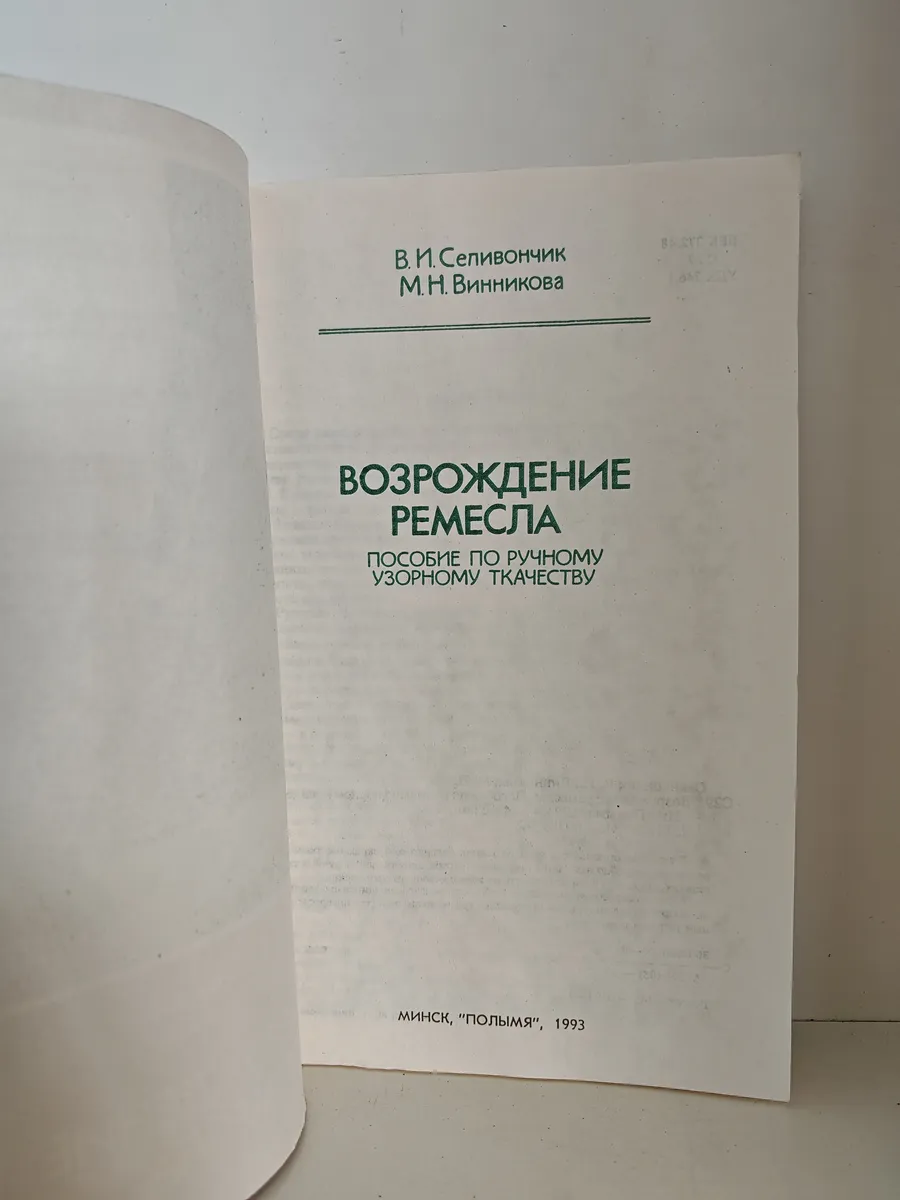 В. И. Селивончик
М. Н. Винникова
ВОЗРОЖДЕНИЕ
РЕМЕСЛА
ПОСОБИЕ ПО РУЧНОМУ
УЗОРНОМУ ТКАЧЕСТВУ
МИНСК, "ПОЛЫМЯ", 1993